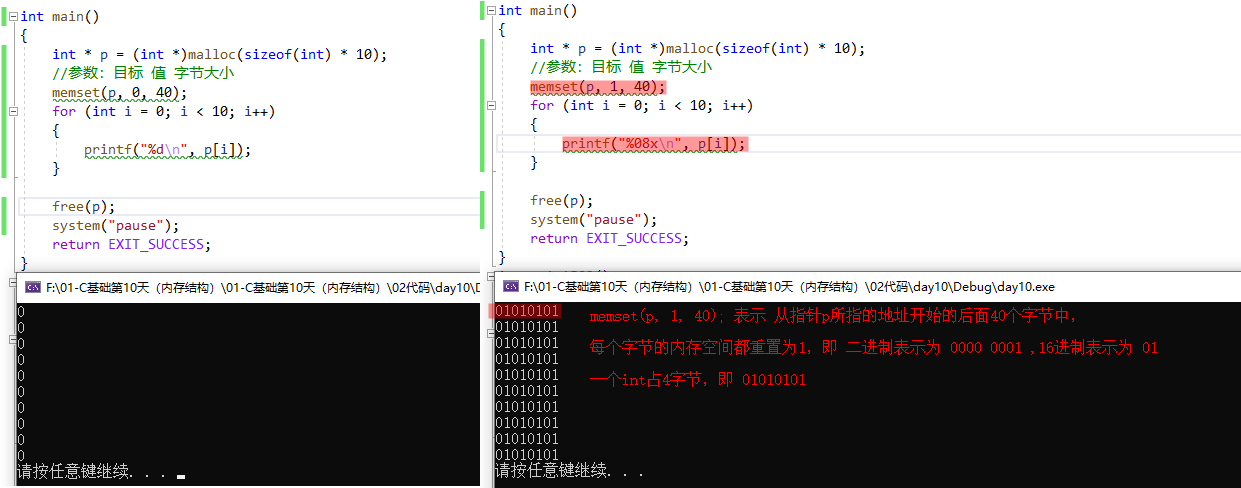 int main()
{
int * p = (int *)malloc(sizeof(int) * 10);
//参数：目标 值 字节大小
memset(p, 0, 40);
for (int i = 0; i < 10; i++)
{
printf("%d\n", p[i]);
}
free(p);
system("pause");
return EXIT_SUCCESS;
}
F:\01-C基础第10天（内存结构）\01-C基础第10天（内存结构）\02代码\day10\D
0
0
0
0
0
0
0
0
0
0
请按任意键继续. . .
int main()
{
int * p = (int *)malloc(sizeof(int) * 10);
//参数：目标 值 字节大小
memset(p, 1, 40);
for (int i = 0; i < 10; i++)
{
printf("%08x\n", p[i]);
}
free(p);
system("pause");
return EXIT_SUCCESS;
}
F:\01-C基础第10天（内存结构）\01-C基础第10天（内存结构）\02代码\day10\Debug\day10.exe
01010101
01010101
01010101
01010101
01010101
01010101
01010101
01010101
01010101
01010101
请按任意键继续. . .
memset(p, 1, 40); 表示 从指针p所指的地址开始的后面40个字节中，
每个字节的内存空间都重置为1，即 二进制表示为 0000 0001 ,16进制表示为 01
一个int占4字节，即 01010101